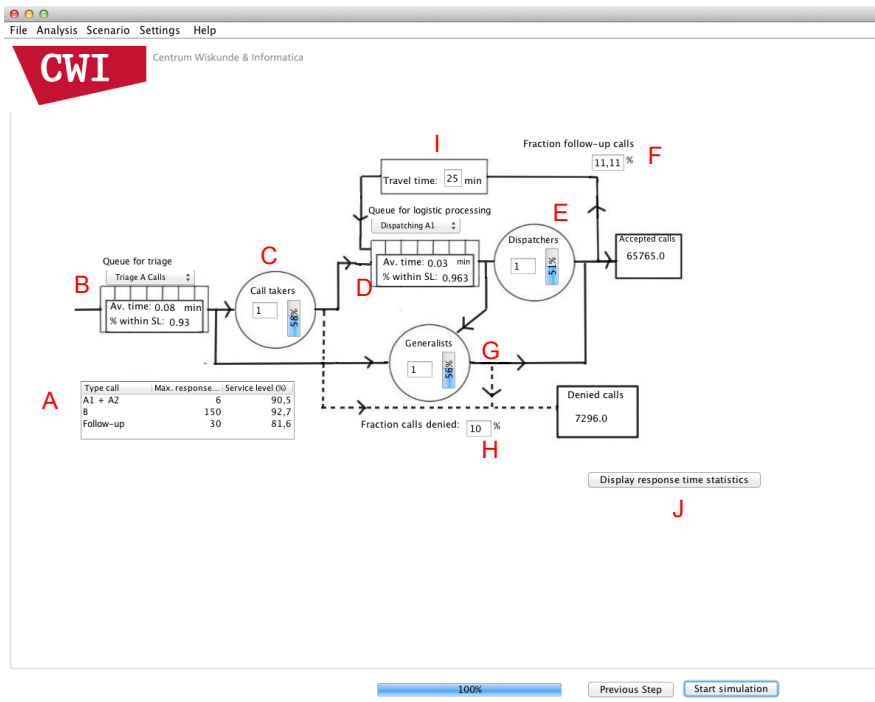 File Analysis Scenario Settings Help
CWI
Centrum Wiskunde & Informatica
I
Fraction follow-up calls
11,11 %
F
Travel time: 25 min
Queue for logistic processing
Dispatching A1
E
Dispatchers
1
51%
Accepted calls
65765.0
Queue for triage
Triage A Calls
B
Av. time: 0.08 min
% within SL: 0.93
C
Call takers
1
58%
D
Av. time: 0.03 min
% within SL: 0.963
Generalists
1
56%
G
A
Type call Max. response... Service level (%)
A1 + A2 6 90,5
B 150 92,7
Follow-up 30 81,6
Fraction calls denied: 10 %
H
Denied calls
7296.0
Display response time statistics
J
100%
Previous Step
Start simulation